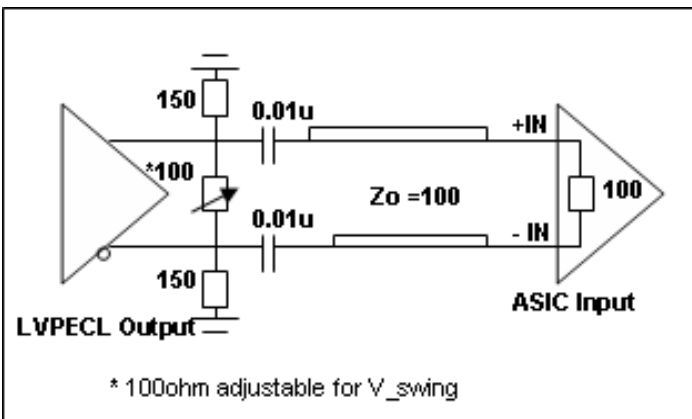 150
0.01u
+IN
*100
100
Zo =100
0.01u
- IN
150
ASIC Input
LVPECL Output
* 100ohm adjustable for V_swing